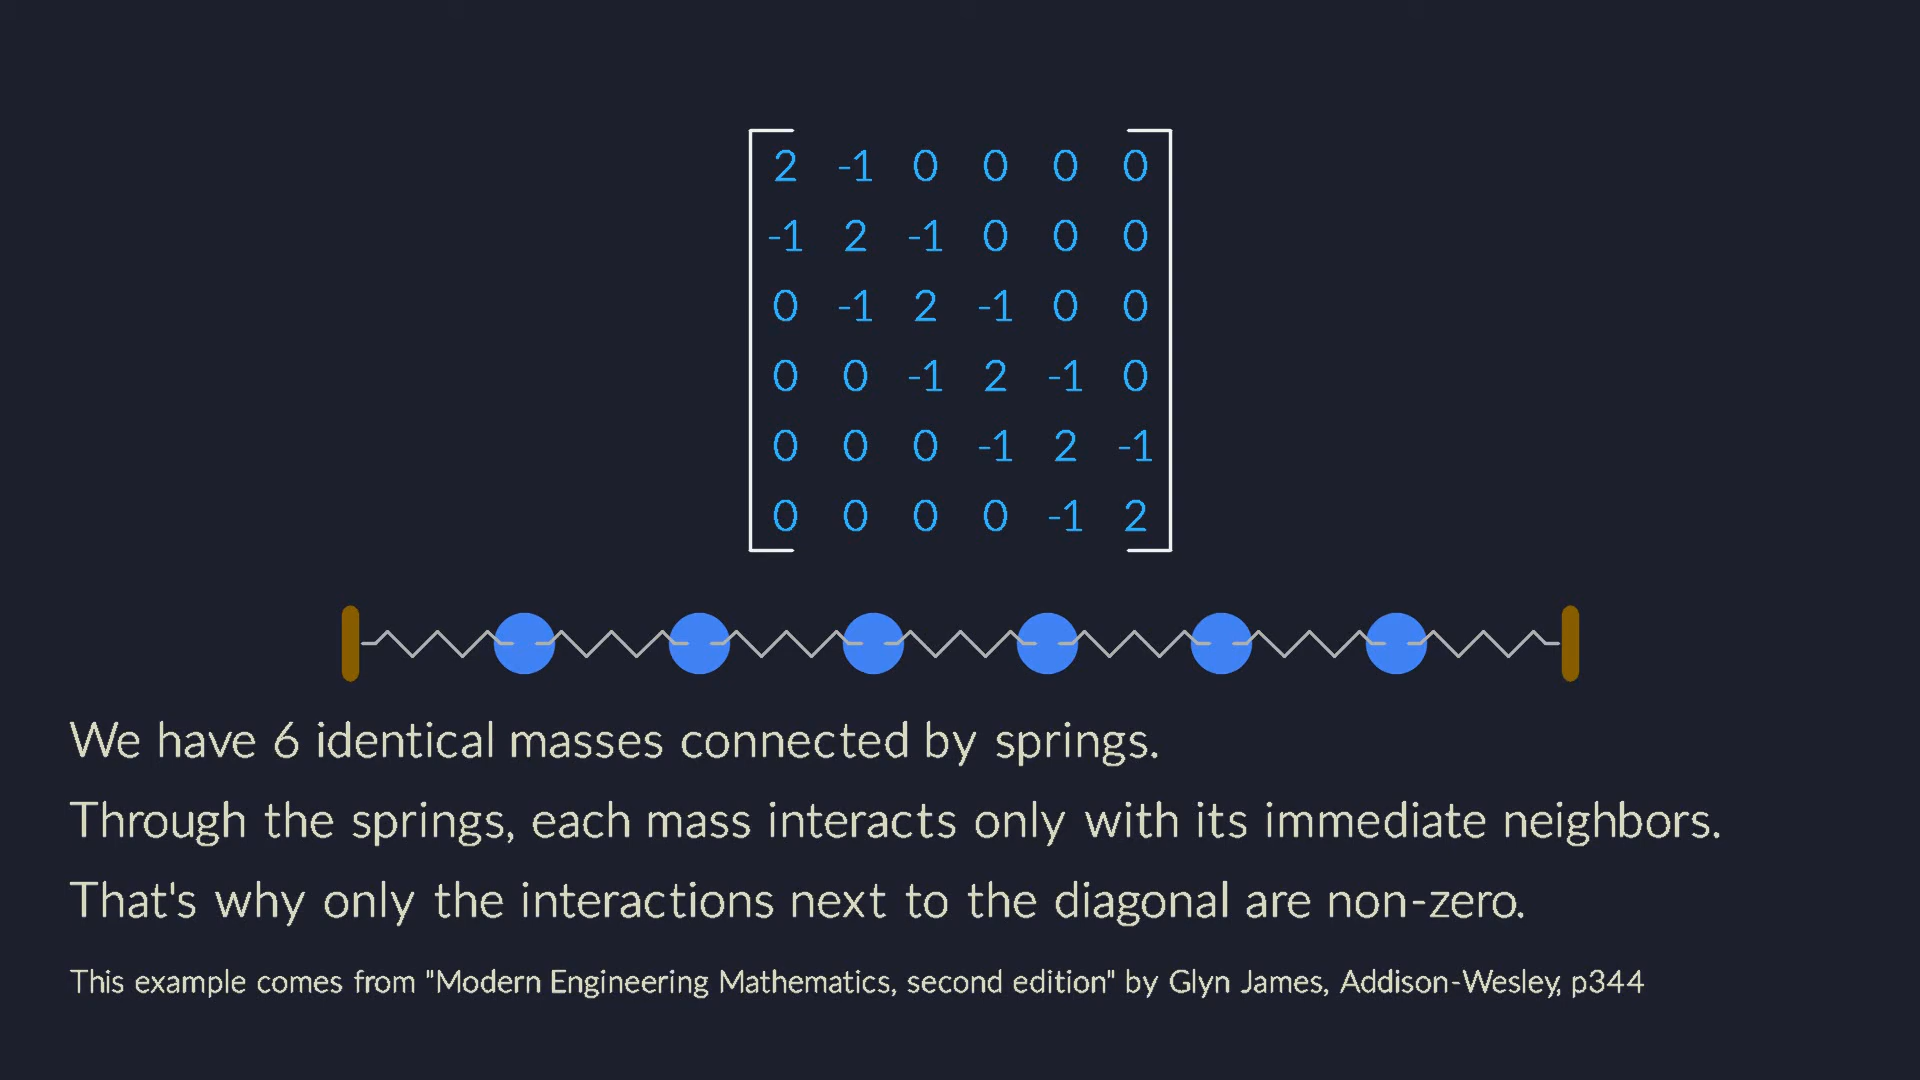 2 -1 0 0 0 0
-1 2 -1 0 0 0
0 -1 2 -1 0 0
0 0 -1 2 -1 0
0 0 0 -1 2 -1
0 0 0 0 -1 2
We have 6 identical masses connected by springs.
Through the springs, each mass interacts only with its immediate neighbors.
That's why only the interactions next to the diagonal are non-zero.
This example comes from "Modern Engineering Mathematics, second edition" by Glyn James, Addison-Wesley, p344